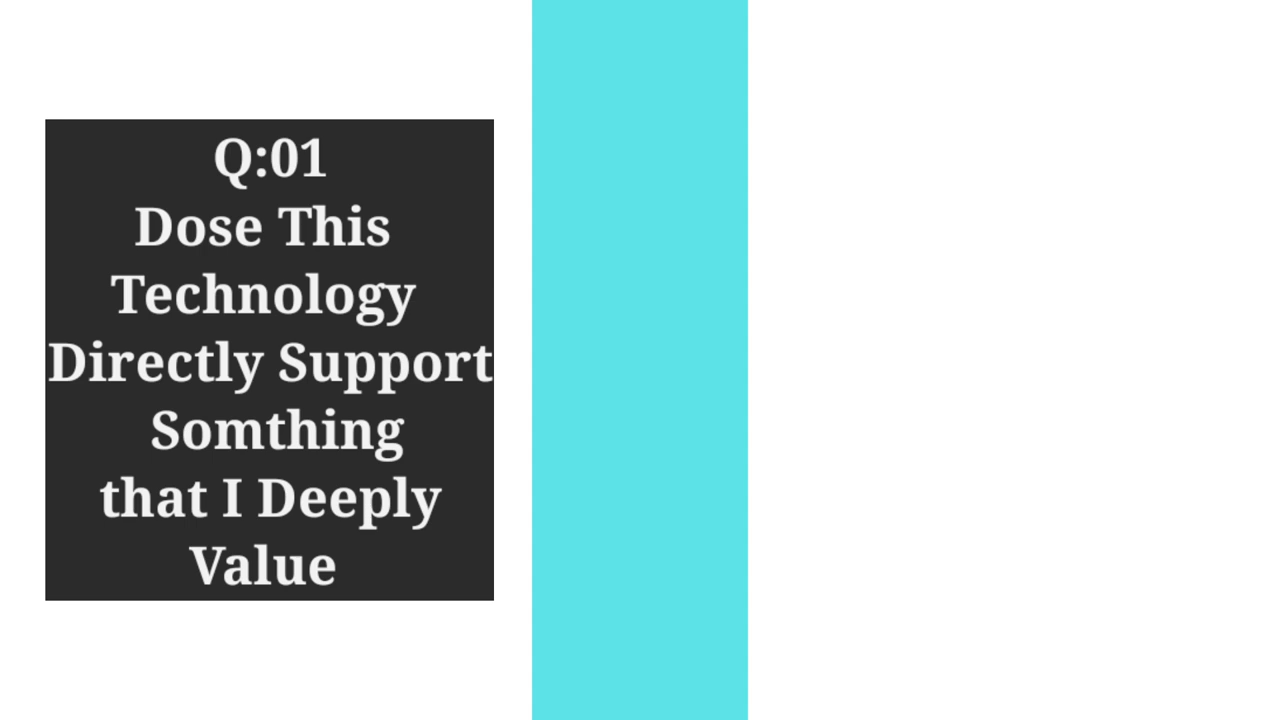 Q:01
Dose This
Technology
Directly Support
Somthing
that I Deeply
Value